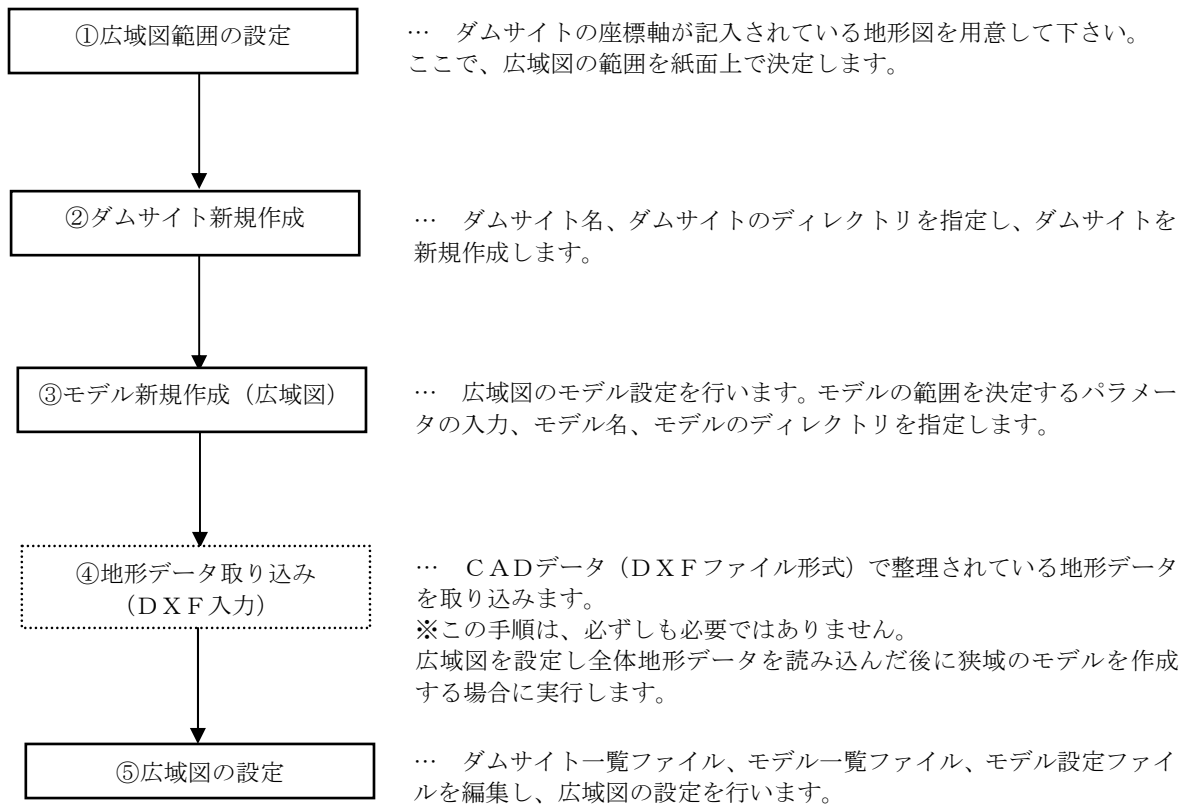 ①広域図範囲の設定
… ダムサイトの座標軸が記入されている地形図を用意して下さい。
ここで、広域図の範囲を紙面上で決定します。
②ダムサイト新規作成
… ダムサイト名、ダムサイトのディレクトリを指定し、ダムサイトを
新規作成します。
③モデル新規作成（広域図）
… 広域図のモデル設定を行います。モデルの範囲を決定するパラメー
タの入力、モデル名、モデルのディレクトリを指定します。
④地形データ取り込み
（ＤＸＦ入力）
… ＣＡＤデータ（ＤＸＦファイル形式）で整理されている地形データ
を取り込みます。
※この手順は、必ずしも必要ではありません。
広域図を設定し全体地形データを読み込んだ後に狭域のモデルを作成
する場合に実行します。
⑤広域図の設定
… ダムサイト一覧ファイル、モデル一覧ファイル、モデル設定ファイ
ルを編集し、広域図の設定を行います。